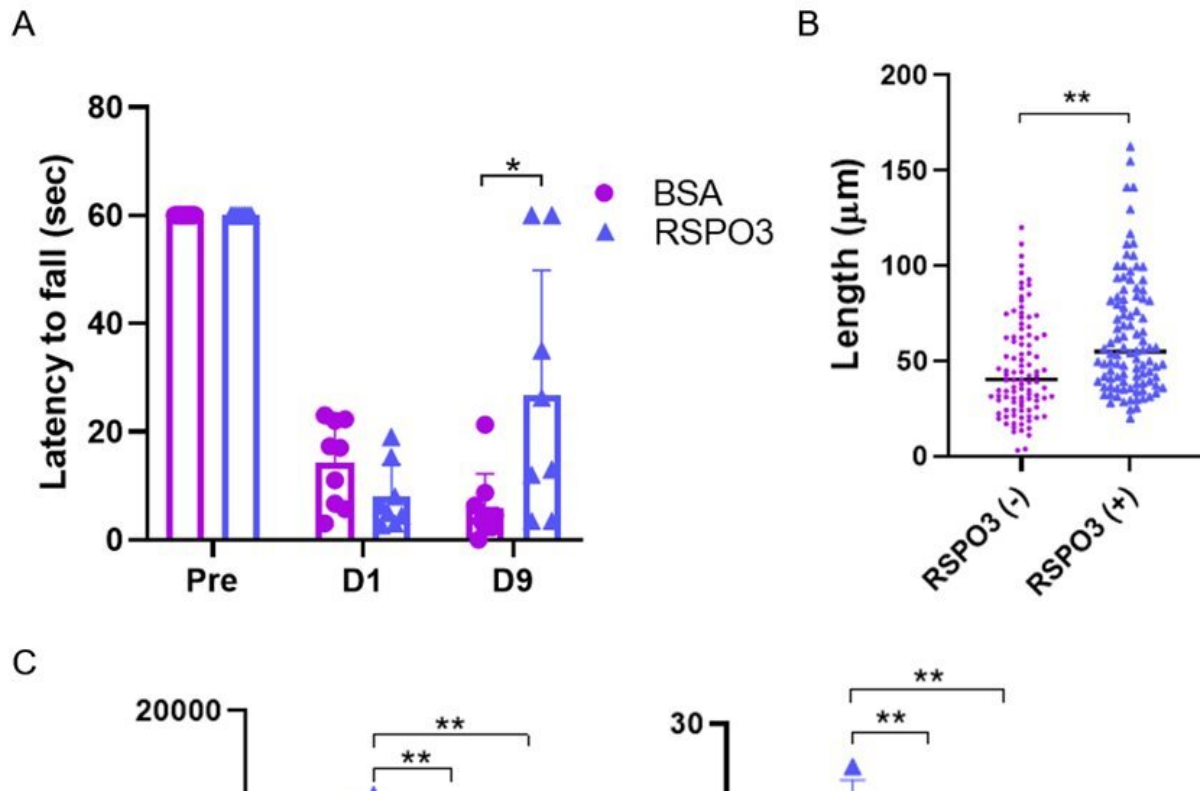 A
B
80
60
40
20
0
Latency to fall (sec)
*
BSA
RSPO3
Pre
D1
D9
200
150
100
50
0
Length (μm)
**
RSPO3 (-)
RSPO3 (+)
C
20000
**
**
30
**
**